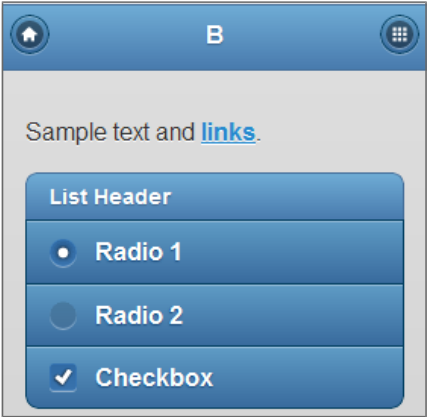 B
Sample text and links.
List Header
Radio 1
Radio 2
Checkbox